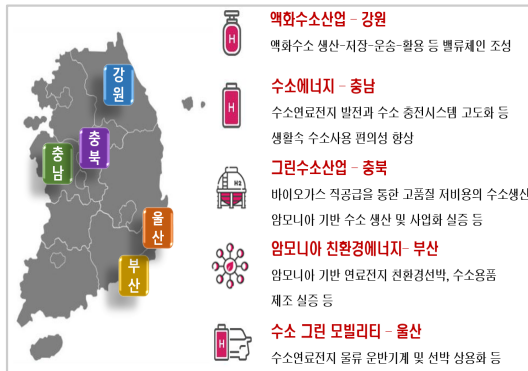 액화수소산업 – 강원
액화수소 생산-저장-운송-활용 등 밸류체인 조성
수소에너지 – 충남
수소연료전지 발전과 수소 충전시스템 고도화 등
생활속 수소사용 편의성 향상
그린수소산업 – 충북
바이오가스 직공급을 통한 고품질 저비용의 수소생산
암모니아 기반 수소 생산 및 사업화 실증 등
암모니아 친환경에너지– 부산
암모니아 기반 연료전지 친환경선박, 수소용품
제조 실증 등
수소 그린 모빌리티 – 울산
수소연료전지 물류 운반기계 및 선박 상용화 등
강원
충북
충남
울산
부산
H
H
H2
H